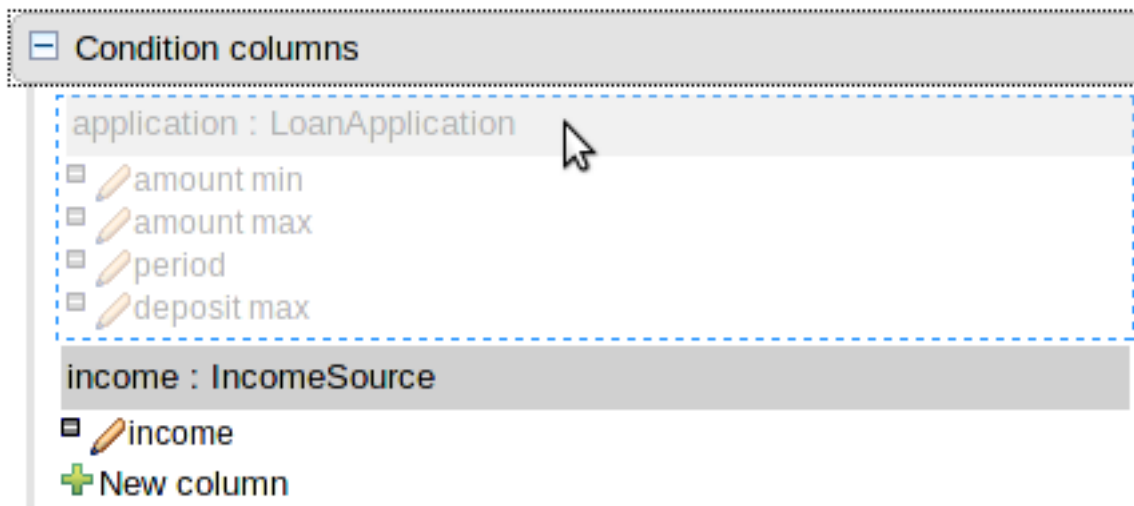 Condition columns
application : LoanApplication
amount min
amount max
period
deposit max
income : IncomeSource
income
New column